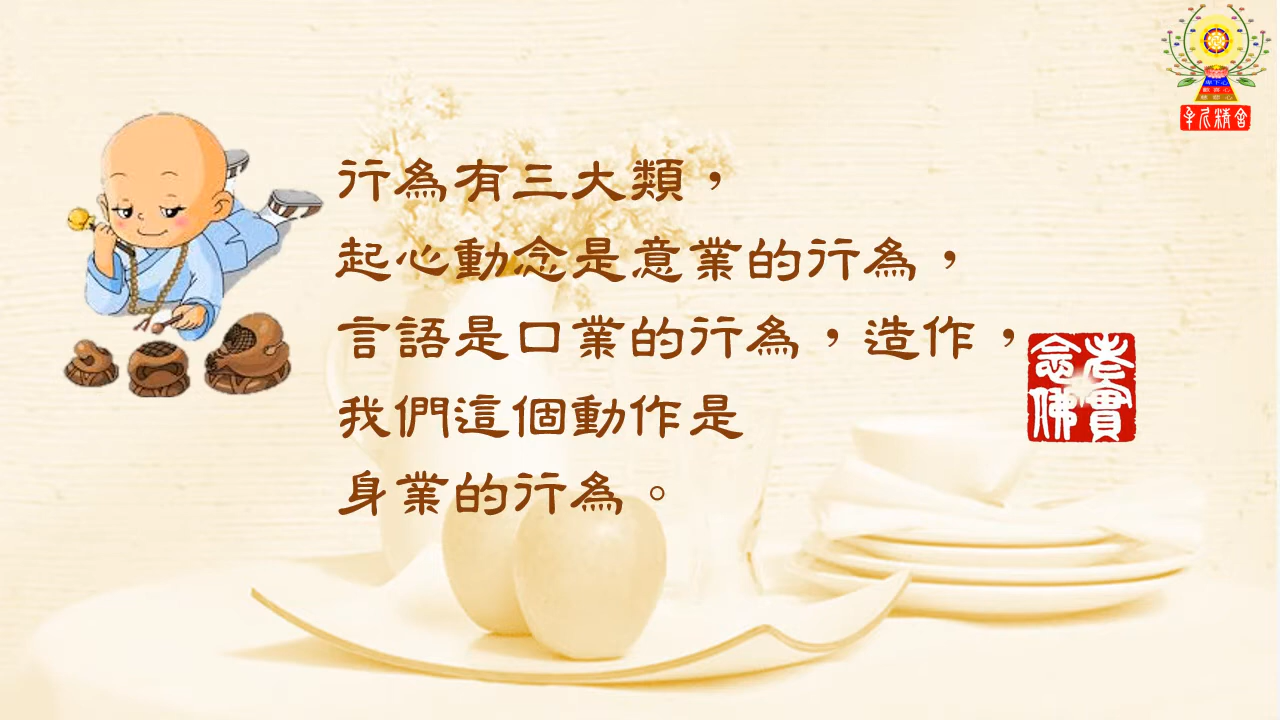 行為有三大類，
起心動念是意業的行為，
言語是口業的行為，造作，
我們這個動作是
身業的行為。
老實
念佛